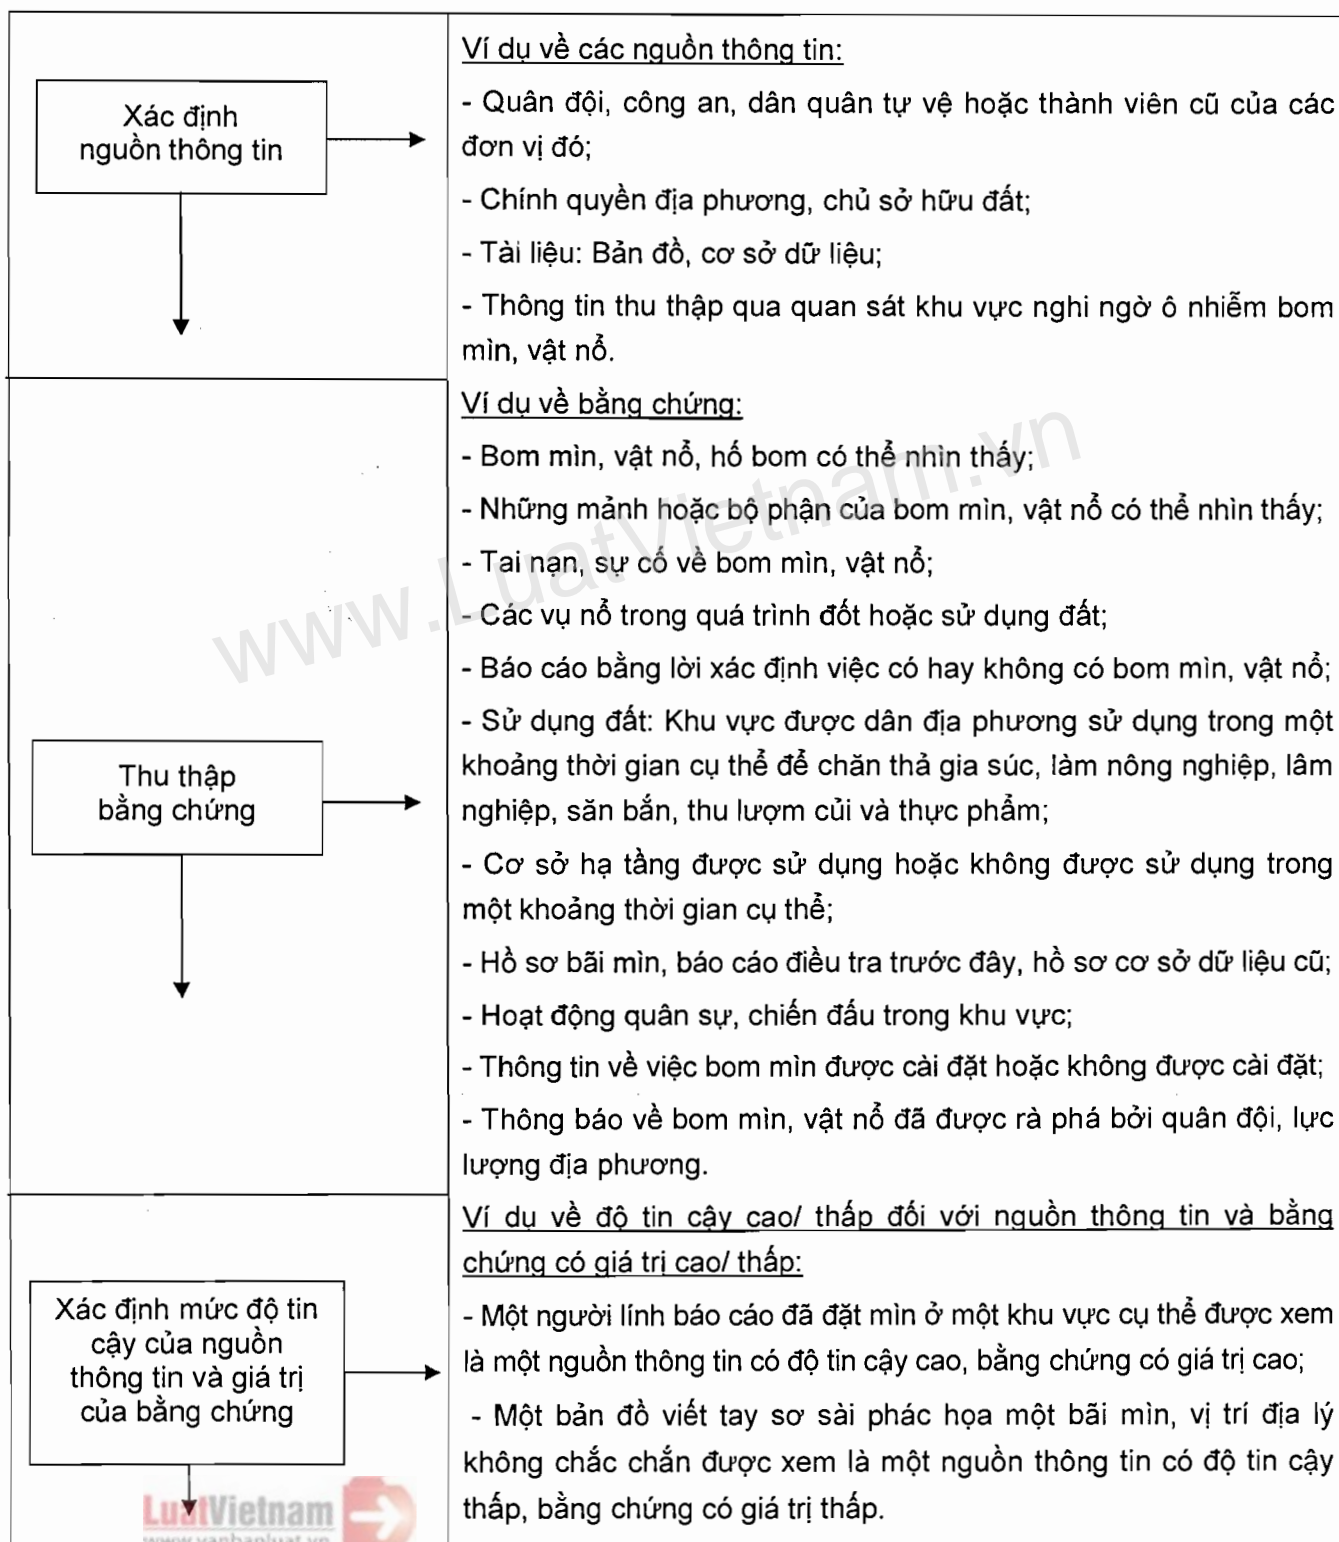 Xác định
nguồn thông tin
Ví dụ về các nguồn thông tin:
- Quân đội, công an, dân quân tự vệ hoặc thành viên cũ của các
đơn vị đó;
- Chính quyền địa phương, chủ sở hữu đất;
- Tài liệu: Bản đồ, cơ sở dữ liệu;
- Thông tin thu thập qua quan sát khu vực nghi ngờ ô nhiễm bom
mìn, vật nổ.
Thu thập
bằng chứng
Ví dụ về bằng chứng:
- Bom mìn, vật nổ, hố bom có thể nhìn thấy;
- Những mảnh hoặc bộ phận của bom mìn, vật nổ có thể nhìn thấy;
- Tai nạn, sự cố về bom mìn, vật nổ;
- Các vụ nổ trong quá trình đốt hoặc sử dụng đất;
- Báo cáo bằng lời xác định việc có hay không có bom mìn, vật nổ;
- Sử dụng đất: Khu vực được dân địa phương sử dụng trong một
khoảng thời gian cụ thể để chăn thả gia súc, làm nông nghiệp, lâm
nghiệp, săn bắn, thu lượm củi và thực phẩm;
- Cơ sở hạ tầng được sử dụng hoặc không được sử dụng trong
một khoảng thời gian cụ thể;
- Hồ sơ bãi mìn, báo cáo điều tra trước đây, hồ sơ cơ sở dữ liệu cũ;
- Hoạt động quân sự, chiến đấu trong khu vực;
- Thông tin về việc bom mìn được cài đặt hoặc không được cài đặt;
- Thông báo về bom mìn, vật nổ đã được rà phá bởi quân đội, lực
lượng địa phương.
Xác định mức độ tin
cậy của nguồn
thông tin và giá trị
của bằng chứng
Ví dụ về độ tin cậy cao/ thấp đối với nguồn thông tin và bằng
chứng có giá trị cao/ thấp:
- Một người lính báo cáo đã đặt mìn ở một khu vực cụ thể được xem
là một nguồn thông tin có độ tin cậy cao, bằng chứng có giá trị cao;
- Một bản đồ viết tay sơ sài phác họa một bãi mìn, vị trí địa lý
không chắc chắn được xem là một nguồn thông tin có độ tin cậy
thấp, bằng chứng có giá trị thấp.
www.LuatVietnam.vn
LuatVietnam
www.vanbanluat.vn